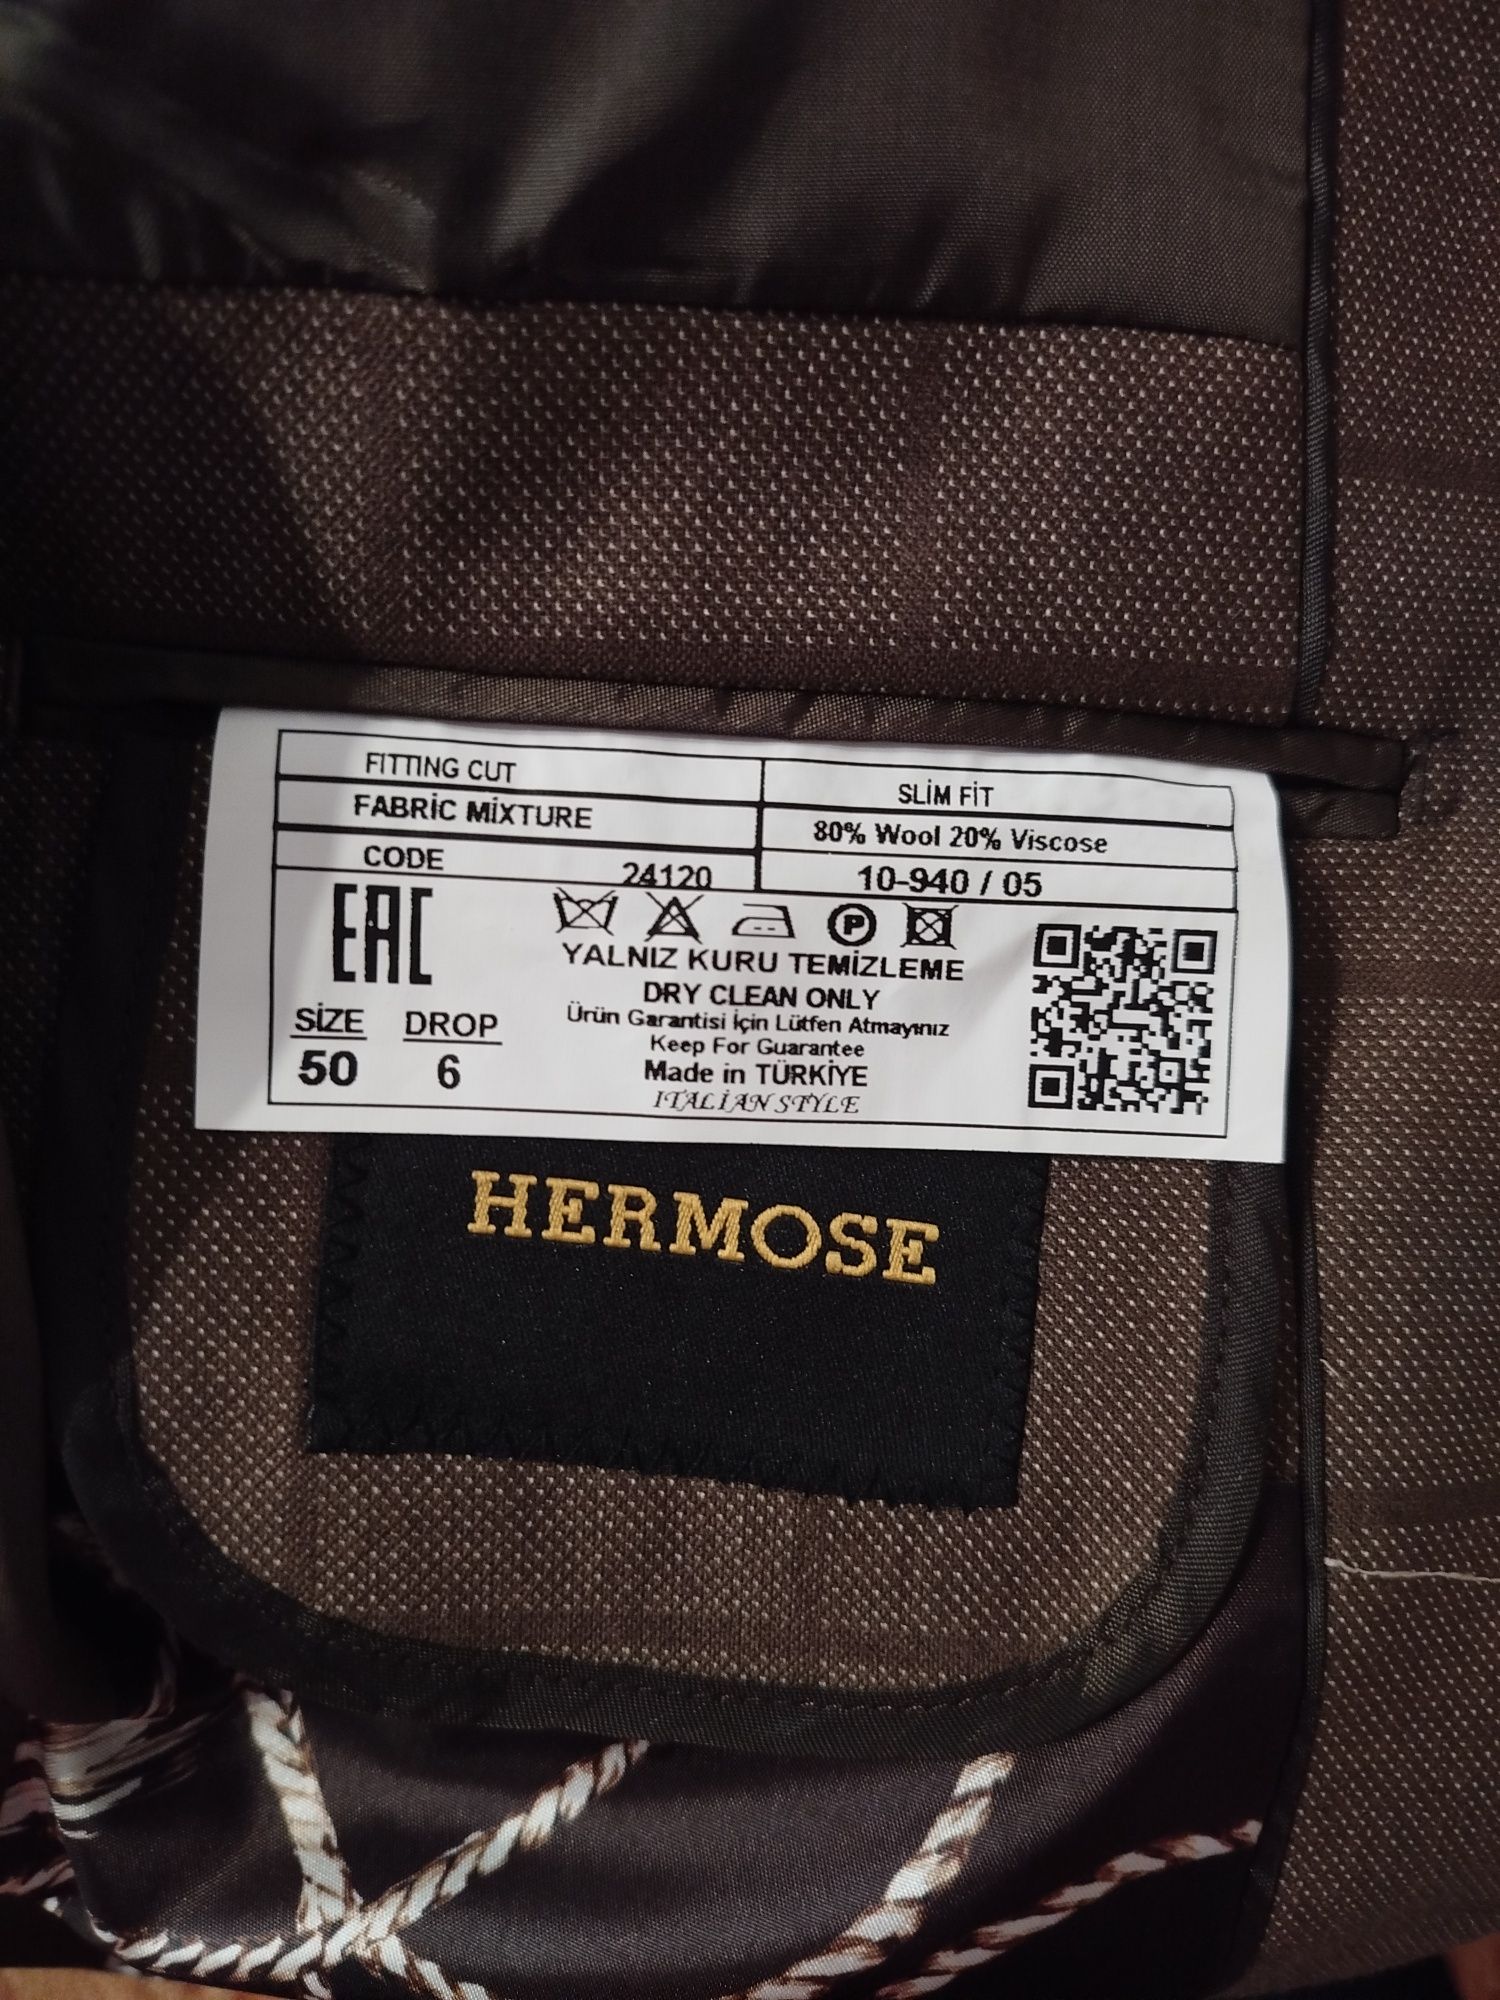 FITTING CUT SLİM FİT
FABRİC MİXTURE 80% Wool 20% Viscose
CODE 24120 10-940 / 05
EAC
P
YALNIZ KURU TEMİZLEME
DRY CLEAN ONLY
SİZE DROP
Ürün Garantisi İçin Lütfen Atmayınız
Keep For Guarantee
50 6
Made in TÜRKİYE
ITALİAN STYLE
HERMOSE